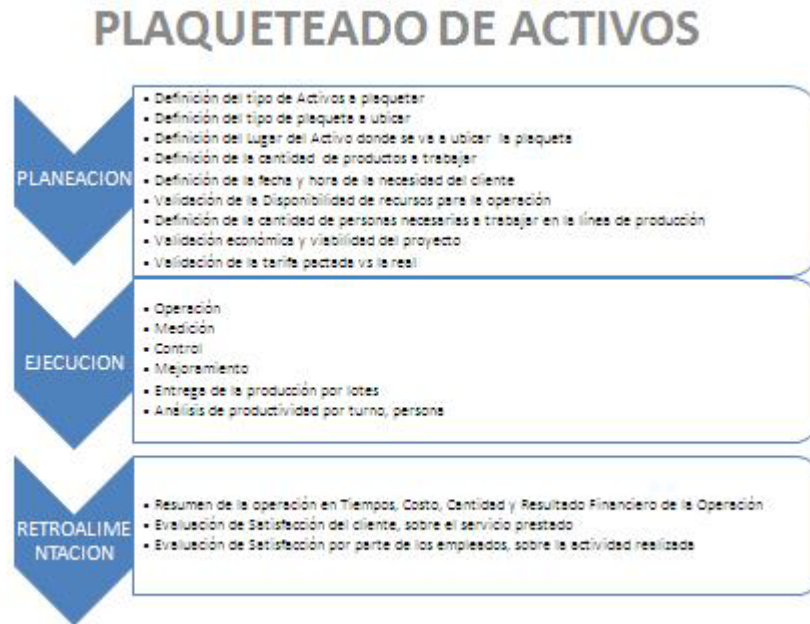 PLAQUETEADO DE ACTIVOS
PLANEACION
• Definición del tipo de Activos a plaquetar
• Definición del tipo de plaqueta a ubicar
• Definición del Lugar del Activo donde se va a ubicar la plaqueta
• Definición de la cantidad de productos a trabajar
• Definición de la fecha y hora de la necesidad del cliente
• Validación de la Disponibilidad de recursos para la operación
• Definición de la cantidad de personas necesarias a trabajar en la línea de producción
• Validación económica y viabilidad del proyecto
• Validación de la tarifa pactada vs la real
EJECUCION
• Operación
• Medición
• Control
• Mejoramiento
• Entrega de la producción por lotes
• Análisis de productividad por turno, persona
RETROALIME
NTACION
• Resumen de la operación en Tiempos, Costo, Cantidad y Resultado Financiero de la Operación
• Evaluación de Satisfacción del cliente, sobre el servicio prestado
• Evaluación de Satisfacción por parte de los empleados, sobre la actividad realizada